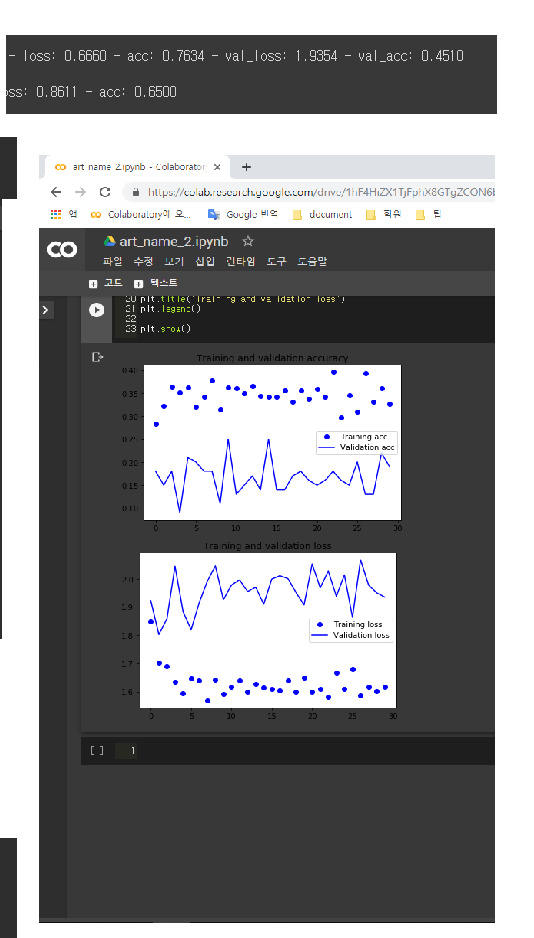 - loss: 0.6660 - acc: 0.7634 - val_loss: 1.9354 - val_acc: 0.4510
oss: 0.8611 - acc: 0.6500
art_name_2.ipynb - Colaborator
https://colab.research.google.com/drive/
앱 Colaboratory에 오... Google 번역 document 학원 팀
art_name_2.ipynb
파일 수정 보기 삽입 런타임 도구 도움말
코드 텍스트
20 plt.title('Training and validation loss')
21 plt.legend()
22
23 plt.show()
Training and validation accuracy
0.40
0.35
0.30
0.25
0.20
0.15
0.10
Training acc
Validation acc
0 5 10 15 20 25 30
Training and validation loss
2.0
1.9
1.8
1.7
1.6
Training loss
Validation loss
0 5 10 15 20 25 30
[ ] 1